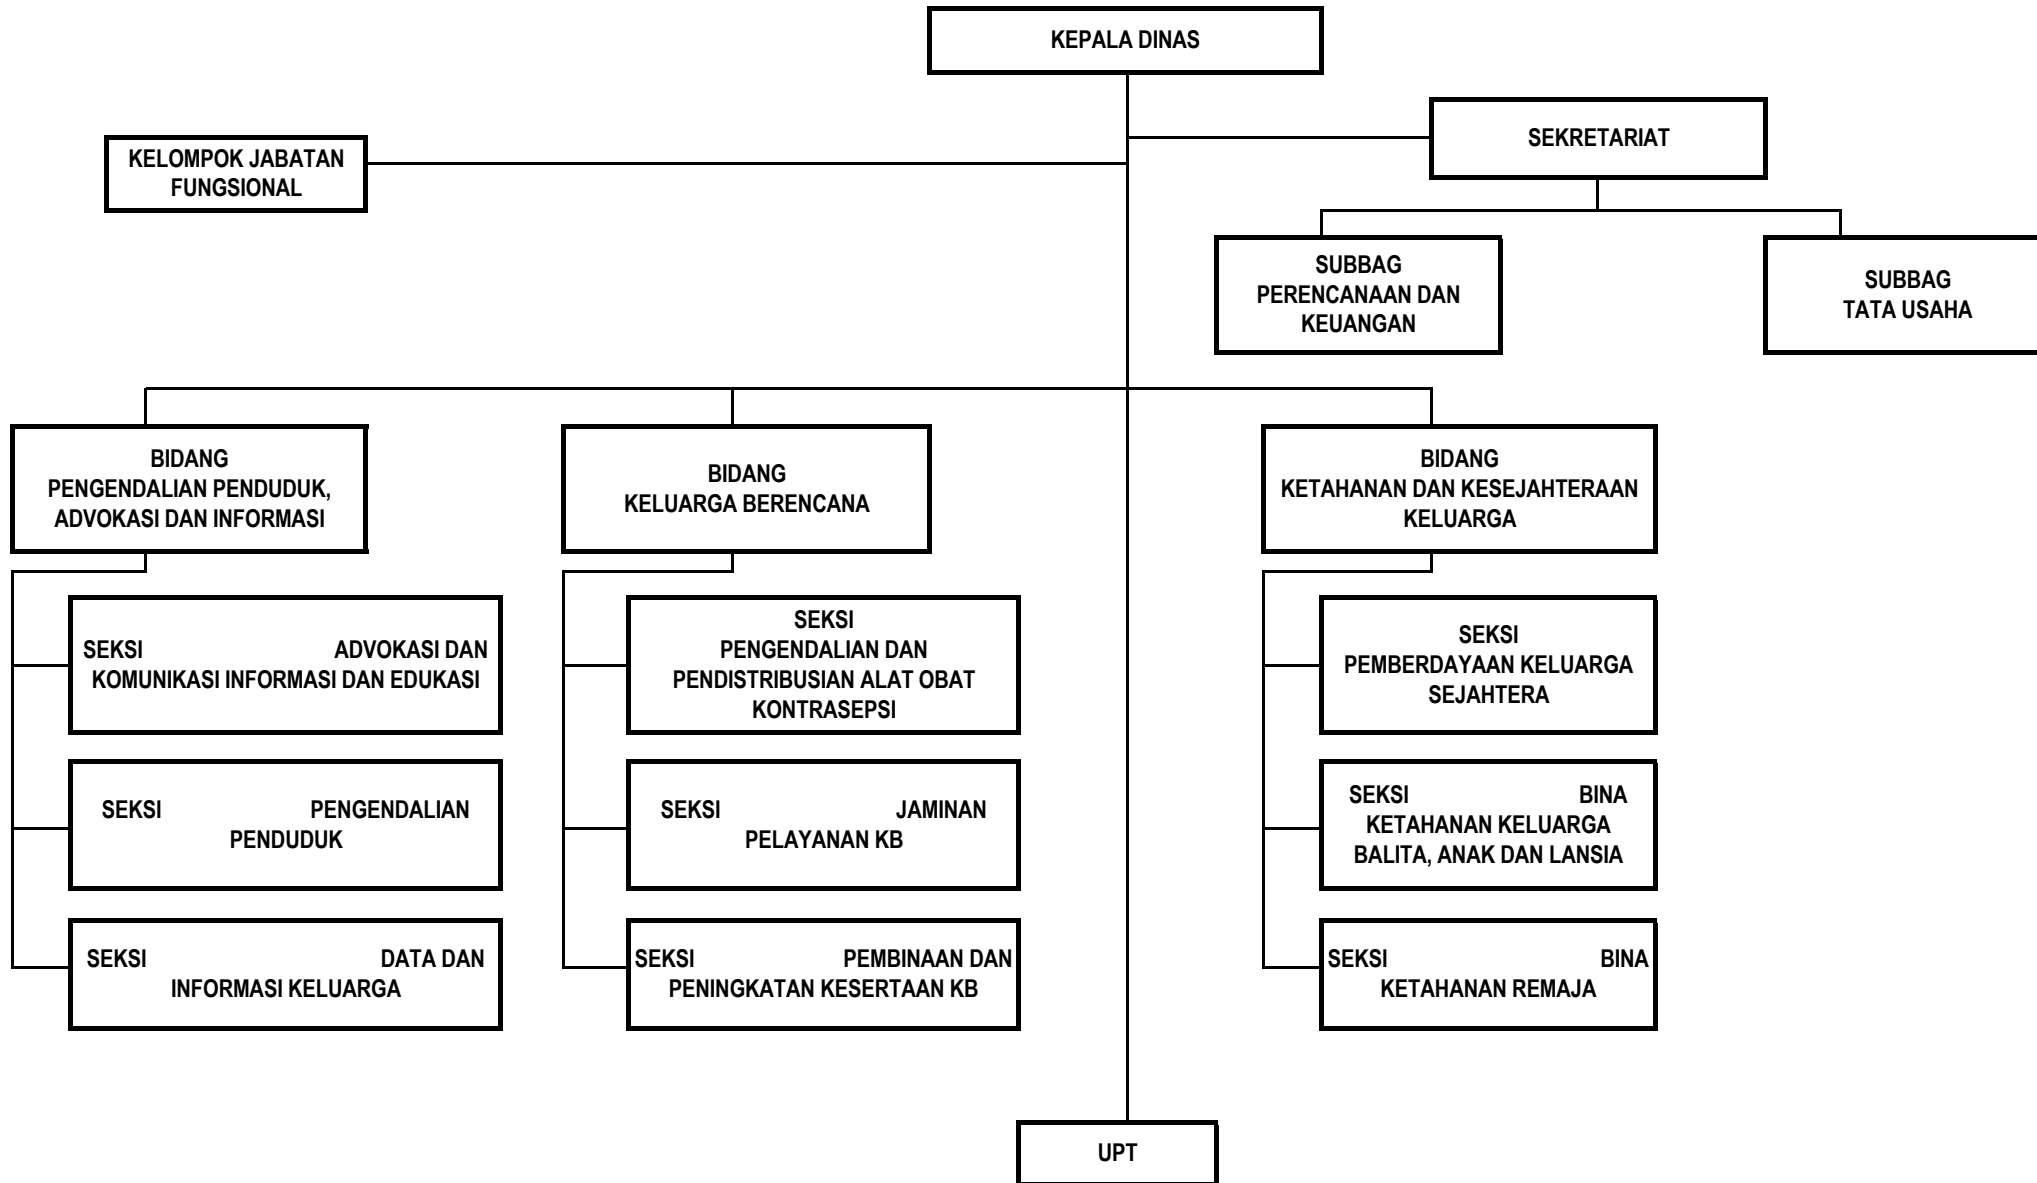 KEPALA DINAS
SEKRETARIAT
KELOMPOK JABATAN
FUNGSIONAL
SUBBAG
PERENCANAAN DAN
KEUANGAN
SUBBAG
TATA USAHA
BIDANG
PENGENDALIAN PENDUDUK,
ADVOKASI DAN INFORMASI
BIDANG
KELUARGA BERENCANA
BIDANG
KETAHANAN DAN KESEJAHTERAAN
KELUARGA
SEKSI ADVOKASI DAN
KOMUNIKASI INFORMASI DAN EDUKASI
SEKSI
PENGENDALIAN DAN
PENDISTRIBUSIAN ALAT OBAT
KONTRASEPSI
SEKSI
PEMBERDAYAAN KELUARGA
SEJAHTERA
SEKSI PENGENDALIAN
PENDUDUK
SEKSI JAMINAN
PELAYANAN KB
SEKSI BINA
KETAHANAN KELUARGA
BALITA, ANAK DAN LANSIA
SEKSI DATA DAN
INFORMASI KELUARGA
SEKSI PEMBINAAN DAN
PENINGKATAN KESERTAAN KB
SEKSI BINA
KETAHANAN REMAJA
UPT